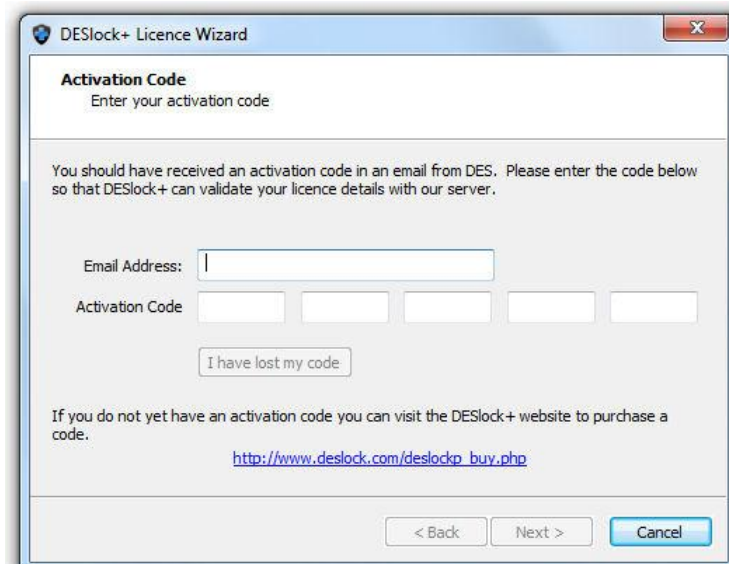 DESlock+ Licence Wizard
Activation Code
Enter your activation code
You should have received an activation code in an email from DES.  Please enter the code below
so that DESlock+ can validate your licence details with our server.
Email Address:
Activation Code
I have lost my code
If you do not yet have an activation code you can visit the DESlock+ website to purchase a
code.
http://www.deslock.com/deslockp_buy.php
< Back Next > Cancel